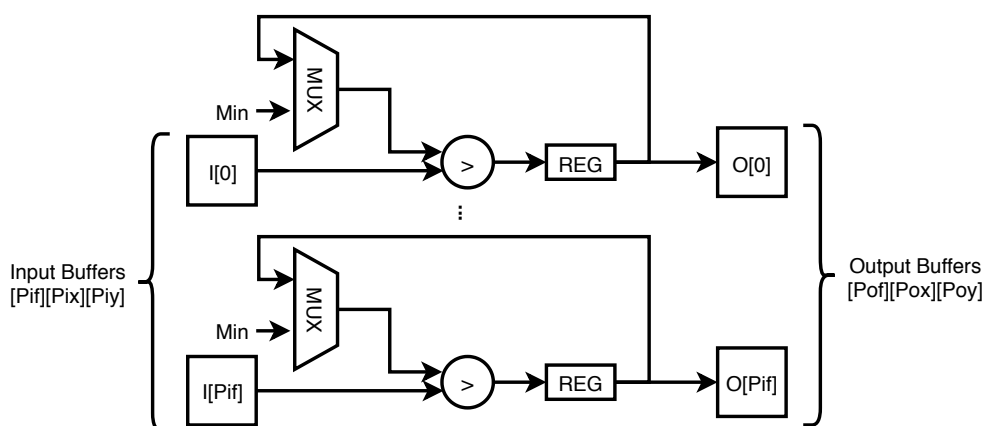 MUX
Min
I[0]
>
REG
O[0]
...
Input Buffers
[Pif][Pix][Piy]
Output Buffers
[Pof][Pox][Poy]
MUX
Min
I[Pif]
>
REG
O[Pif]